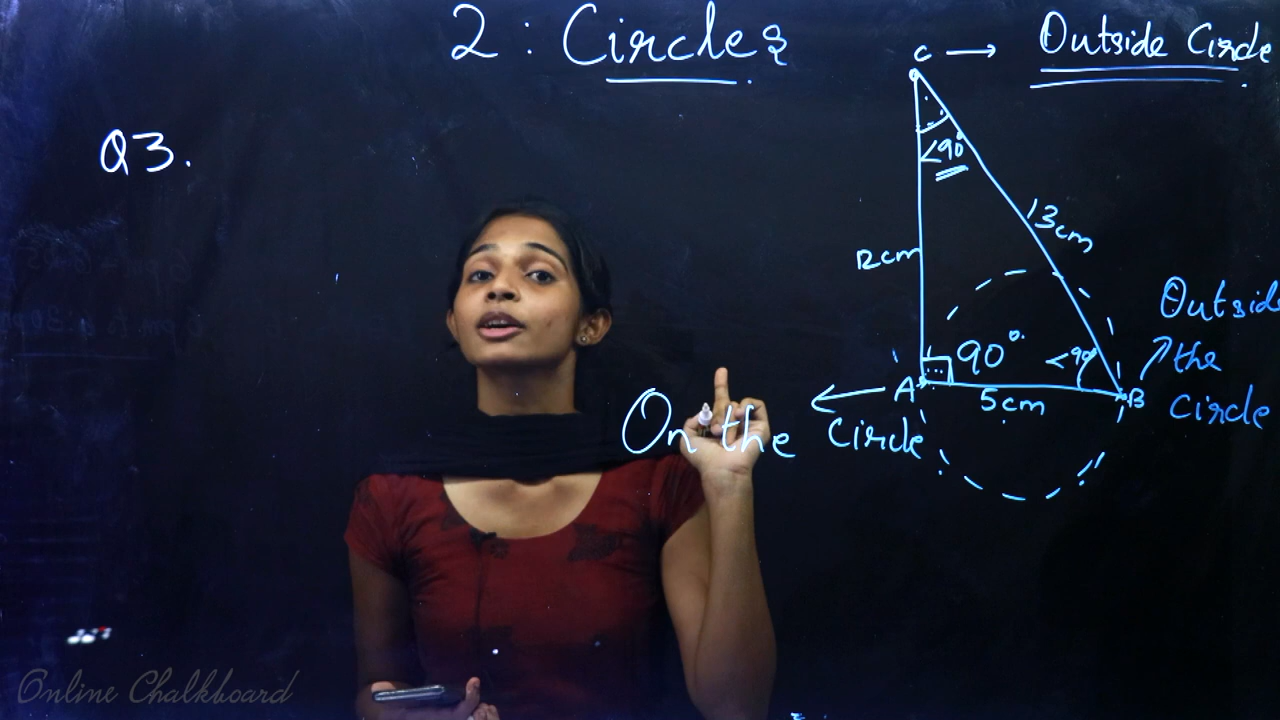 2 : Circles
C → Outside Circle
Q3.
<90°
13cm
12cm
Outside
the
Circle
90°
<90°
A
B
5cm
On the Circle
Online Chalkboard